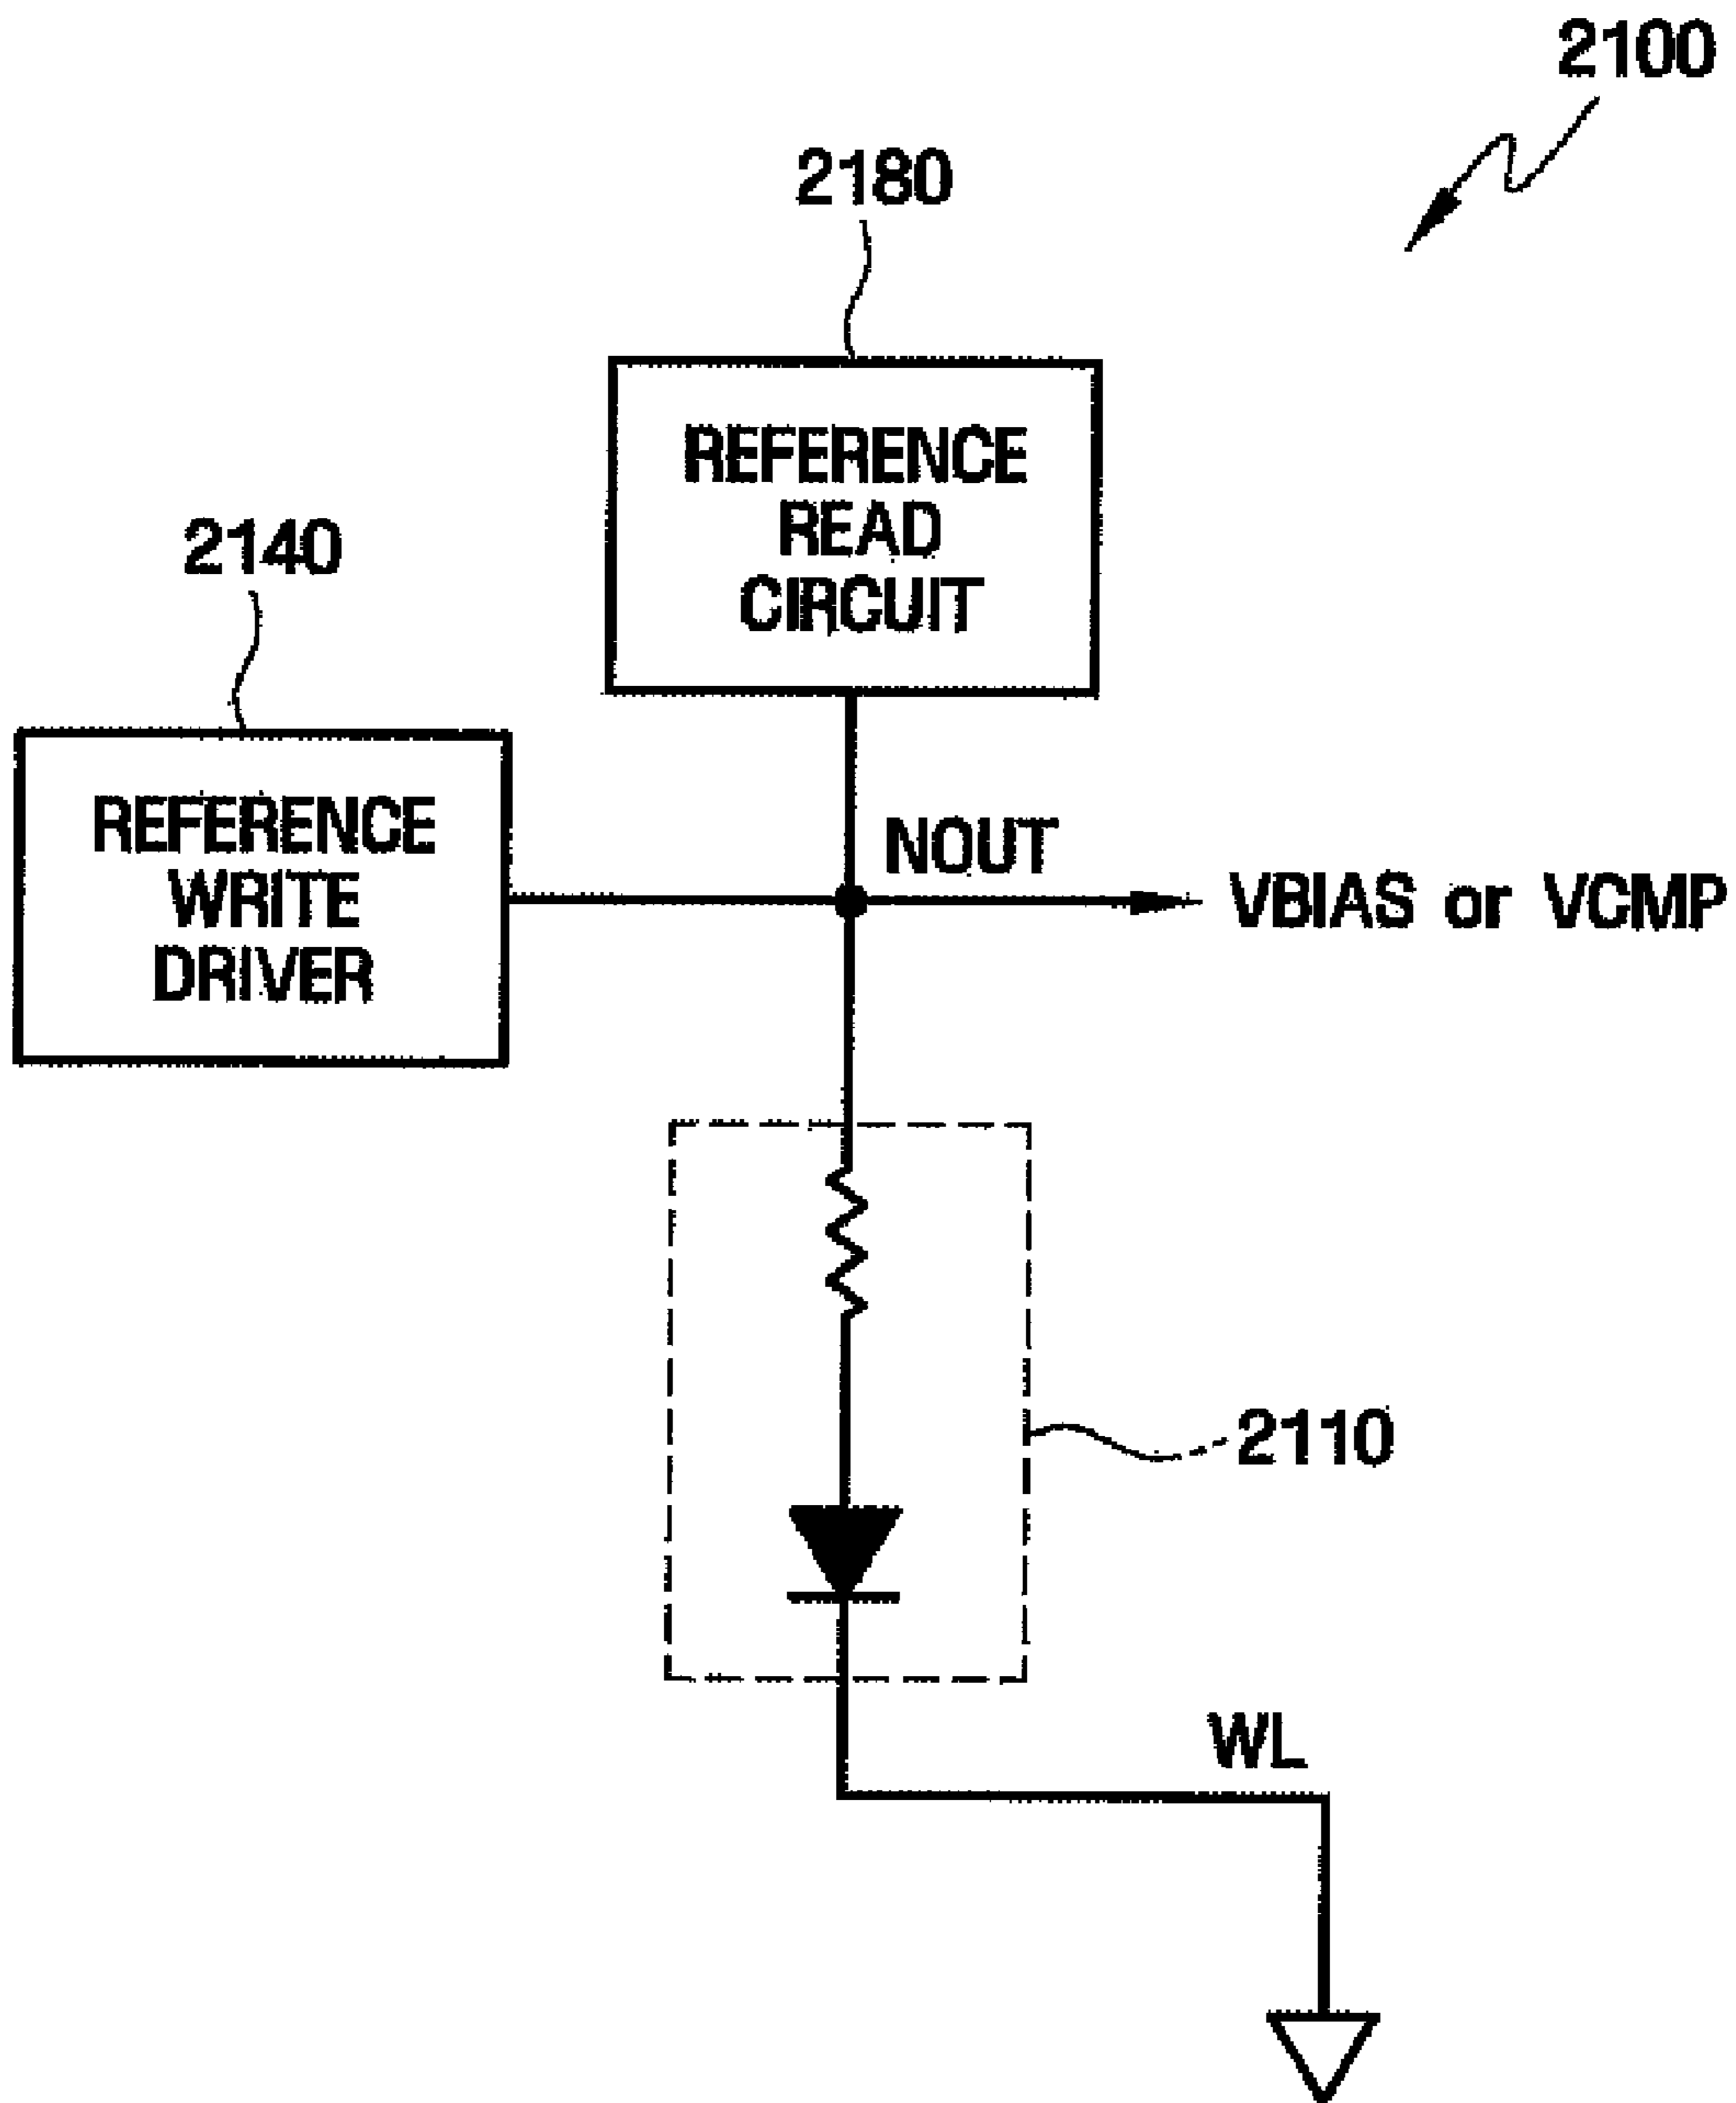 2100
2180
REFERENCE
READ
CIRCUIT
2140
REFERENCE
WRITE
DRIVER
NOUT
VBIAS or VCMP
2110
WL